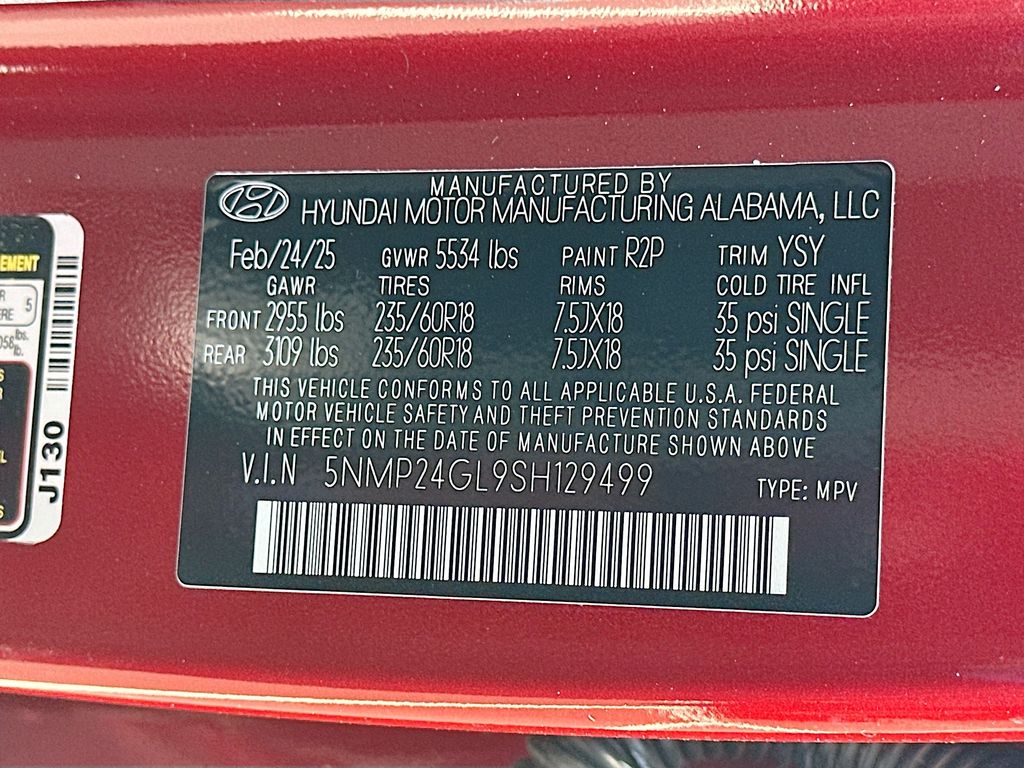 MANUFACTURED BY
HYUNDAI MOTOR MANUFACTURING ALABAMA, LLC
Feb/24/25 GVWR 5534 lbs PAINT R2P TRIM YSY
GAWR TIRES RIMS COLD TIRE INFL
FRONT 2955 lbs 235/60R18 7.5JX18 35 psi SINGLE
REAR 3109 lbs 235/60R18 7.5JX18 35 psi SINGLE
THIS VEHICLE CONFORMS TO ALL APPLICABLE U.S.A. FEDERAL
MOTOR VEHICLE SAFETY AND THEFT PREVENTION STANDARDS
IN EFFECT ON THE DATE OF MANUFACTURE SHOWN ABOVE
V.I.N 5NMP24GL9SH129499 TYPE: MPV
J130
5
lbs.
lb.